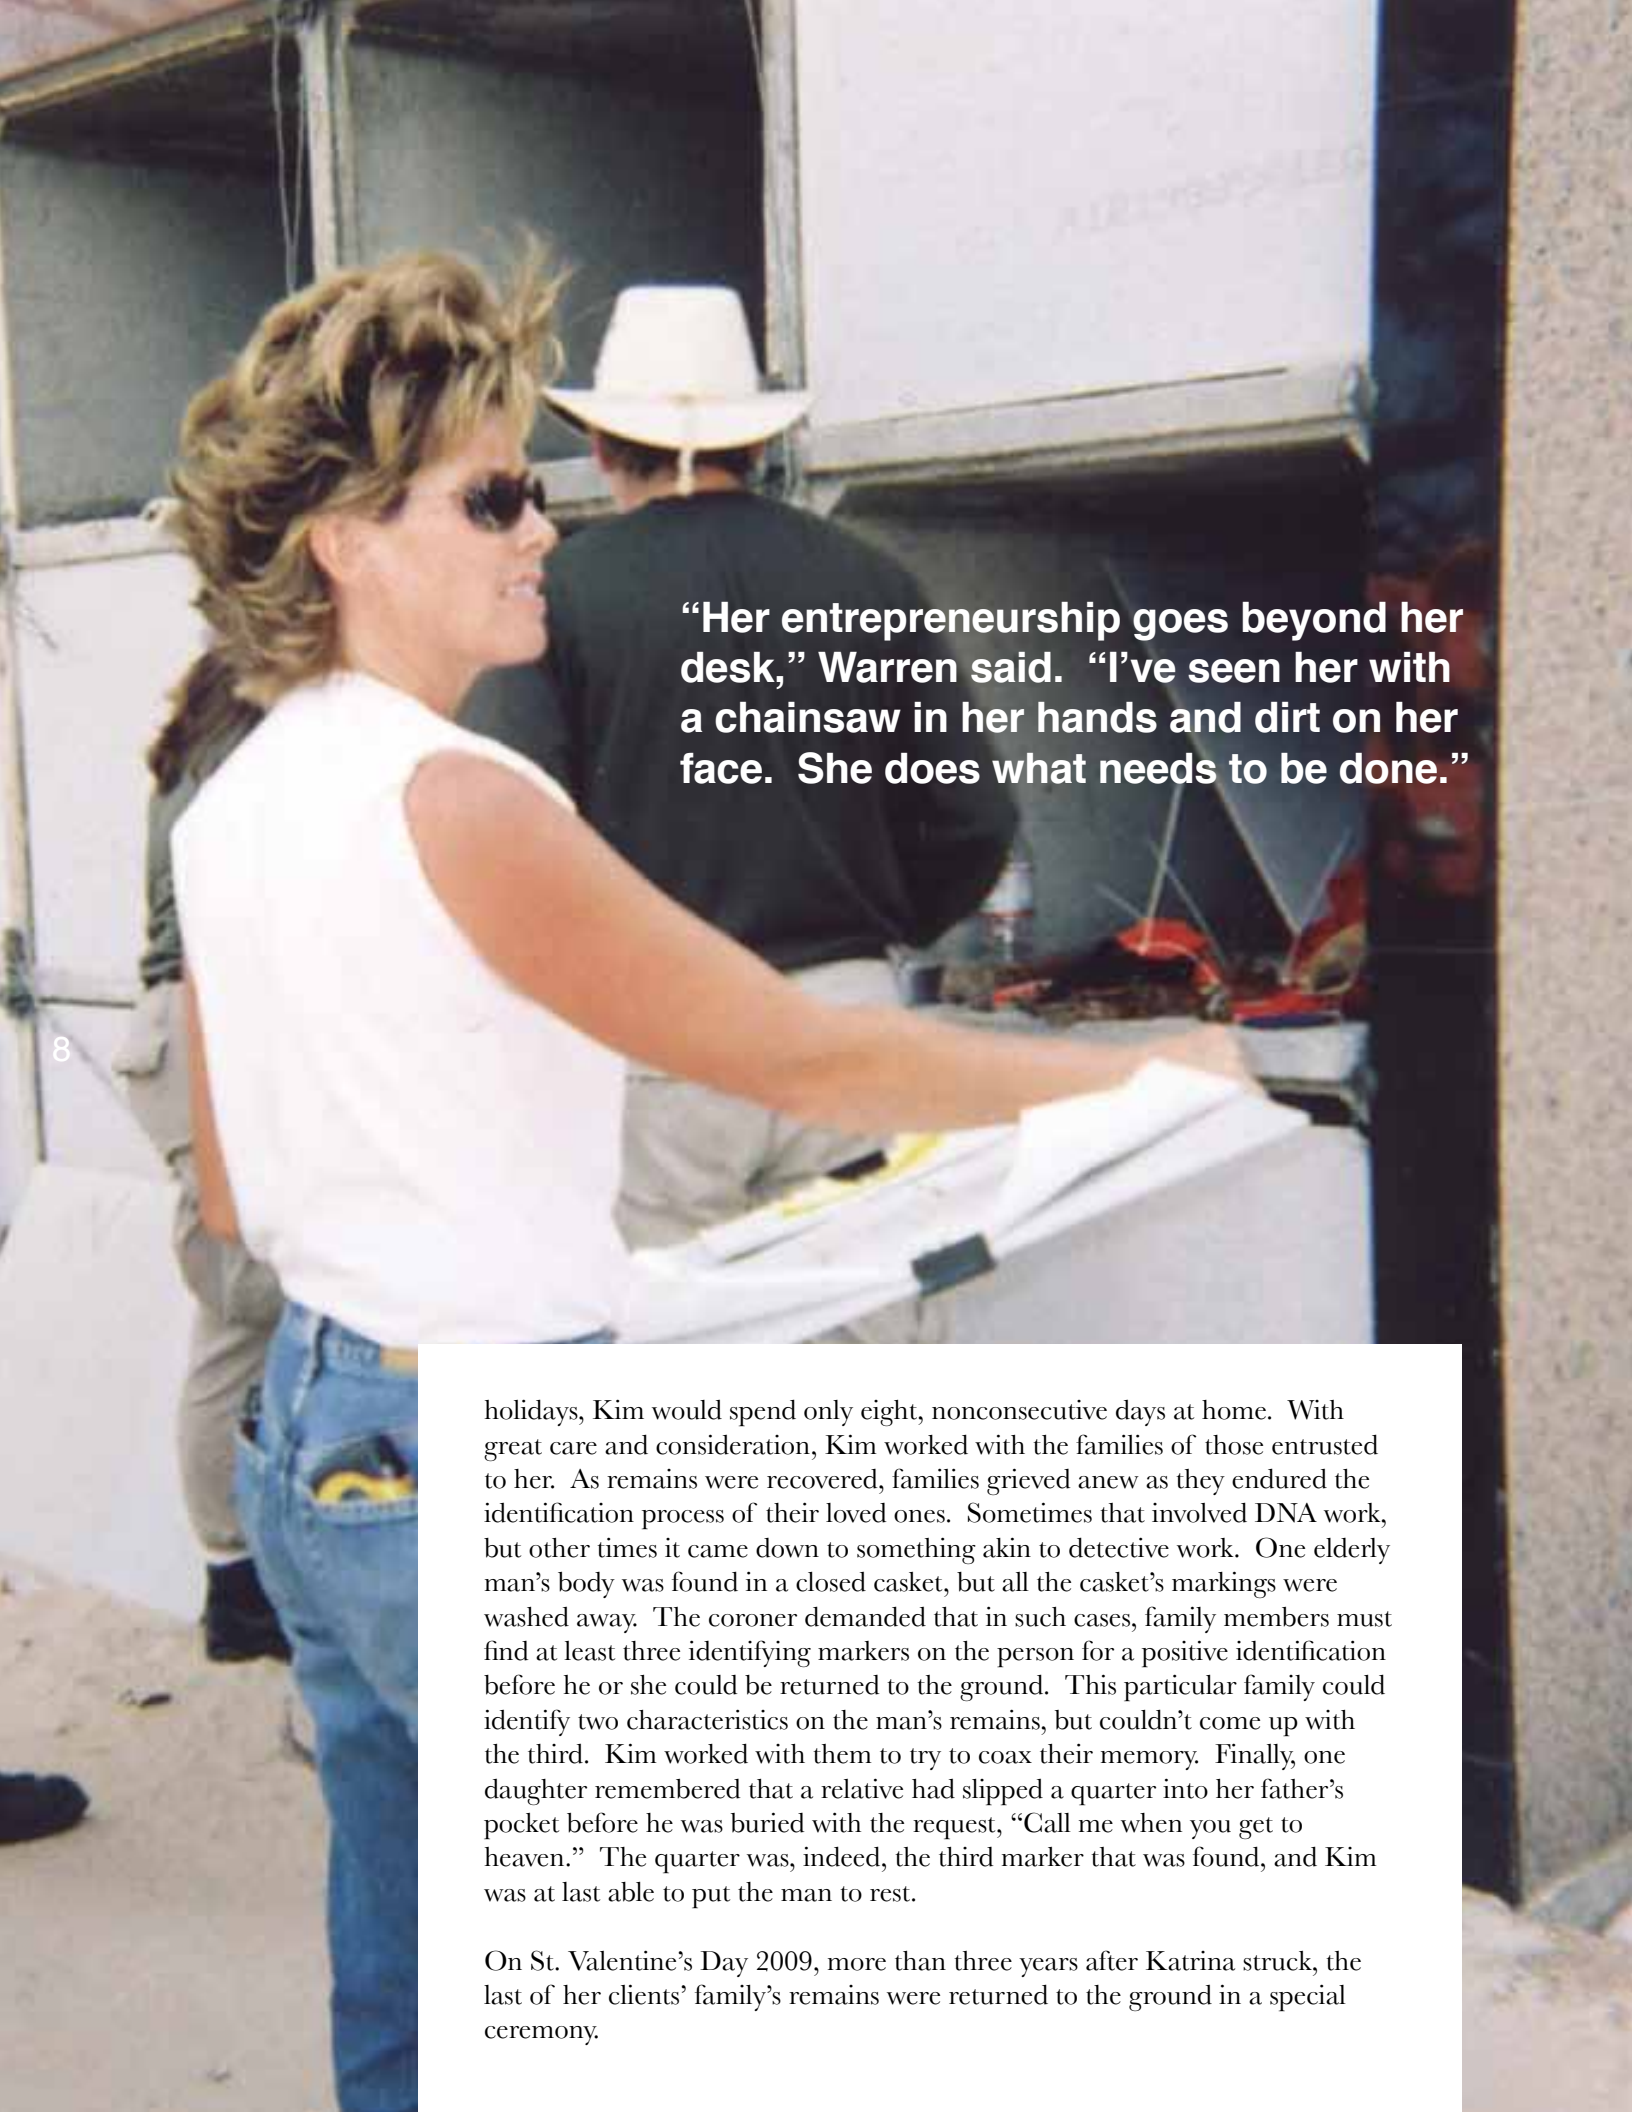 “Her entrepreneurship goes beyond her
desk,” Warren said.  “I’ve seen her with
a chainsaw in her hands and dirt on her
face.  She does what needs to be done.”
8
holidays, Kim would spend only eight, nonconsecutive days at home.  With
great care and consideration, Kim worked with the families of those entrusted
to her.  As remains were recovered, families grieved anew as they endured the
identification process of their loved ones.  Sometimes that involved DNA work,
but other times it came down to something akin to detective work.  One elderly
man’s body was found in a closed casket, but all the casket’s markings were
washed away.  The coroner demanded that in such cases, family members must
find at least three identifying markers on the person for a positive identification
before he or she could be returned to the ground.  This particular family could
identify two characteristics on the man’s remains, but couldn’t come up with
the third.  Kim worked with them to try to coax their memory.  Finally, one
daughter remembered that a relative had slipped a quarter into her father’s
pocket before he was buried with the request, “Call me when you get to
heaven.”  The quarter was, indeed, the third marker that was found, and Kim
was at last able to put the man to rest.
On St. Valentine’s Day 2009, more than three years after Katrina struck, the
last of her clients’ family’s remains were returned to the ground in a special
ceremony.